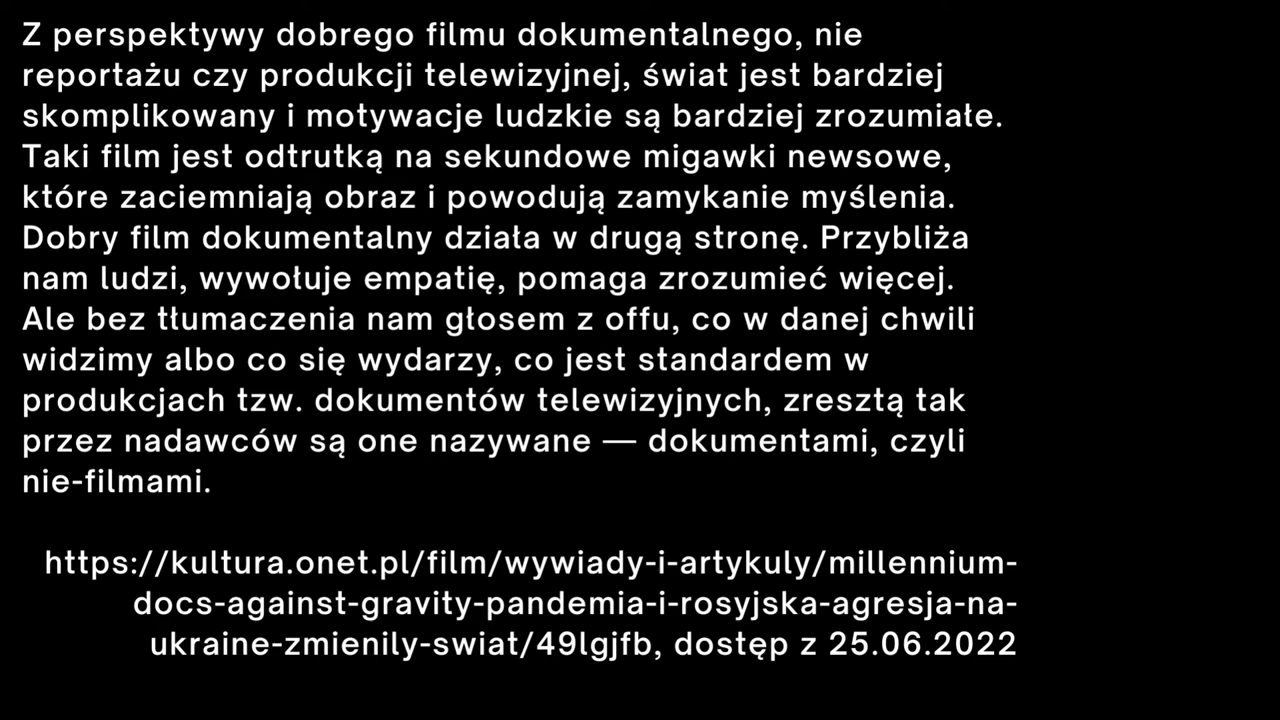 Z perspektywy dobrego filmu dokumentalnego, nie
reportażu czy produkcji telewizyjnej, świat jest bardziej
skomplikowany i motywacje ludzkie są bardziej zrozumiałe.
Taki film jest odtrutką na sekundowe migawki newsowe,
które zaciemniają obraz i powodują zamykanie myślenia.
Dobry film dokumentalny działa w drugą stronę. Przybliża
nam ludzi, wywołuje empatię, pomaga zrozumieć więcej.
Ale bez tłumaczenia nam głosem z offu, co w danej chwili
widzimy albo co się wydarzy, co jest standardem w
produkcjach tzw. dokumentów telewizyjnych, zresztą tak
przez nadawców są one nazywane — dokumentami, czyli
nie-filmami.
https://kultura.onet.pl/film/wywiady-i-artykuly/millennium-
docs-against-gravity-pandemia-i-rosyjska-agresja-na-
ukraine-zmienily-swiat/49lgjfb, dostęp z 25.06.2022